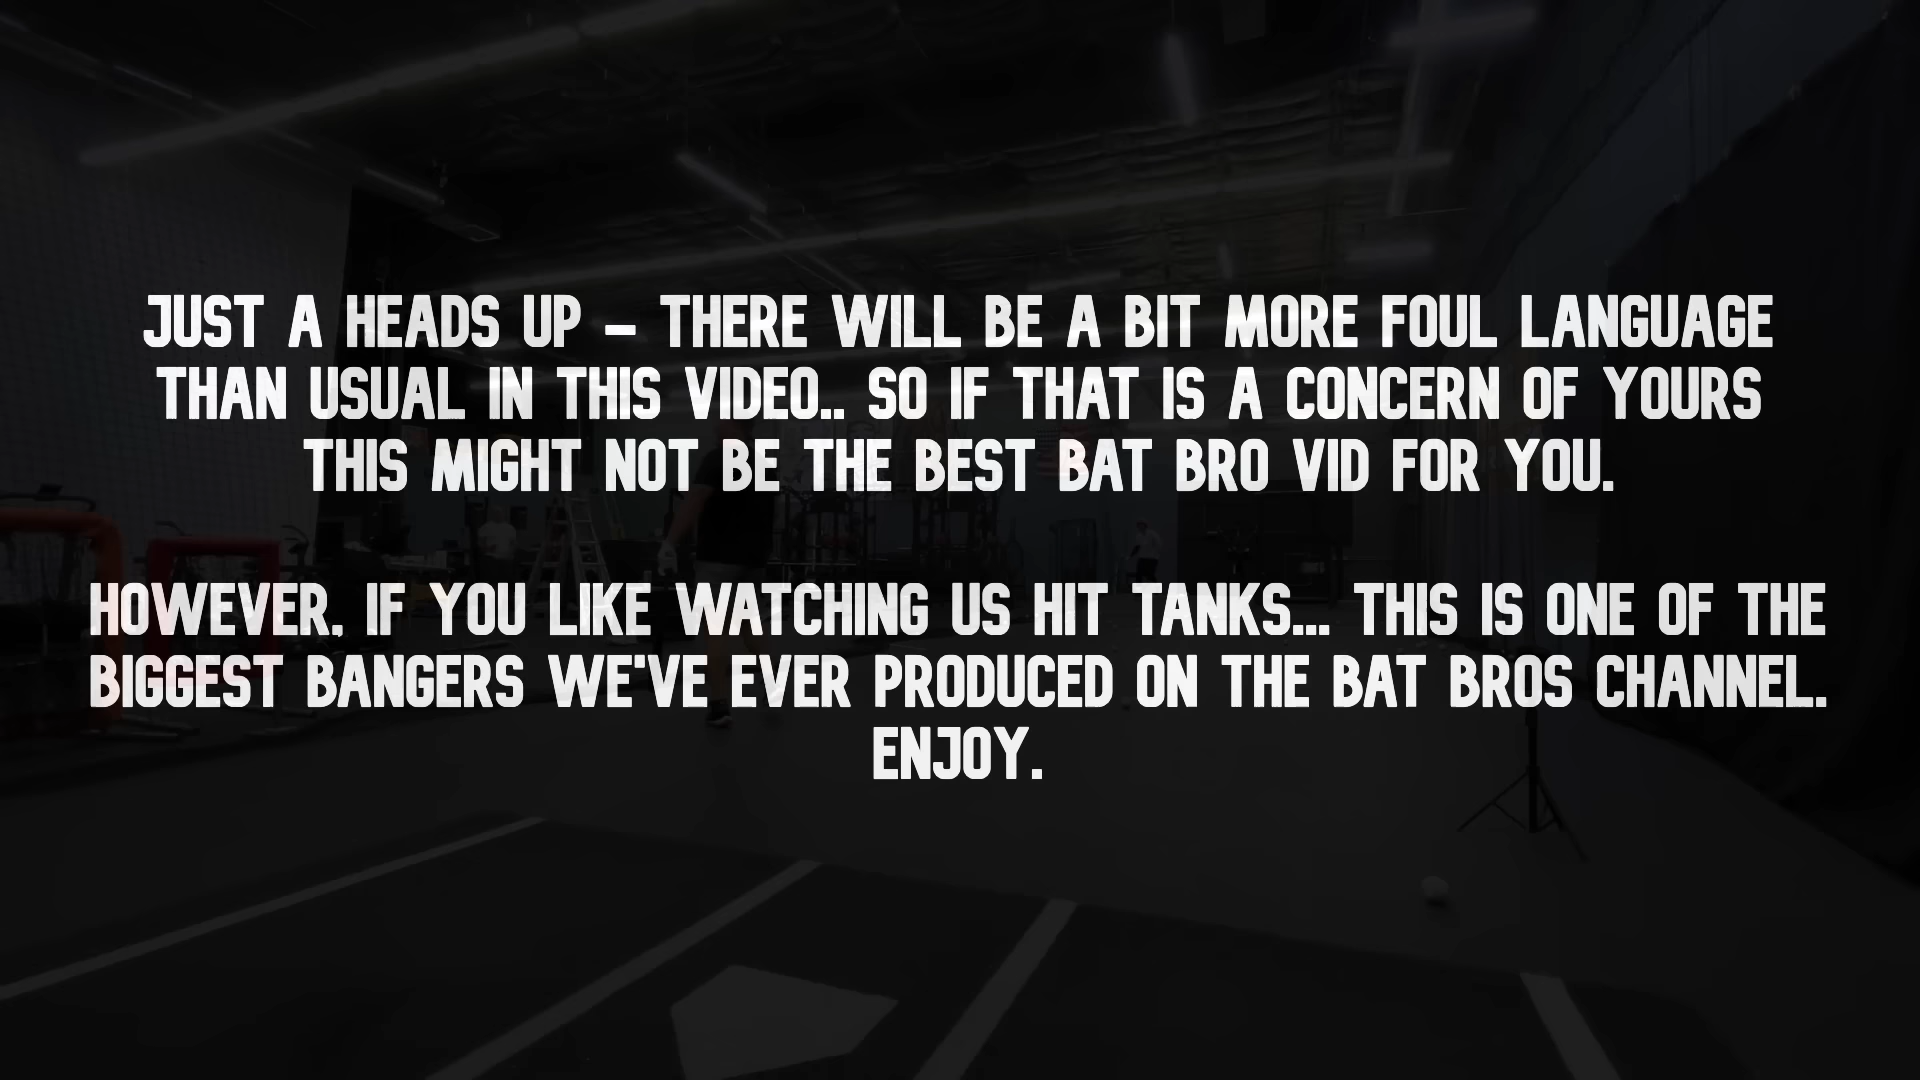 JUST A HEADS UP – THERE WILL BE A BIT MORE FOUL LANGUAGE
THAN USUAL IN THIS VIDEO.. SO IF THAT IS A CONCERN OF YOURS
THIS MIGHT NOT BE THE BEST BAT BRO VID FOR YOU.
HOWEVER, IF YOU LIKE WATCHING US HIT TANKS... THIS IS ONE OF THE
BIGGEST BANGERS WE'VE EVER PRODUCED ON THE BAT BROS CHANNEL.
ENJOY.